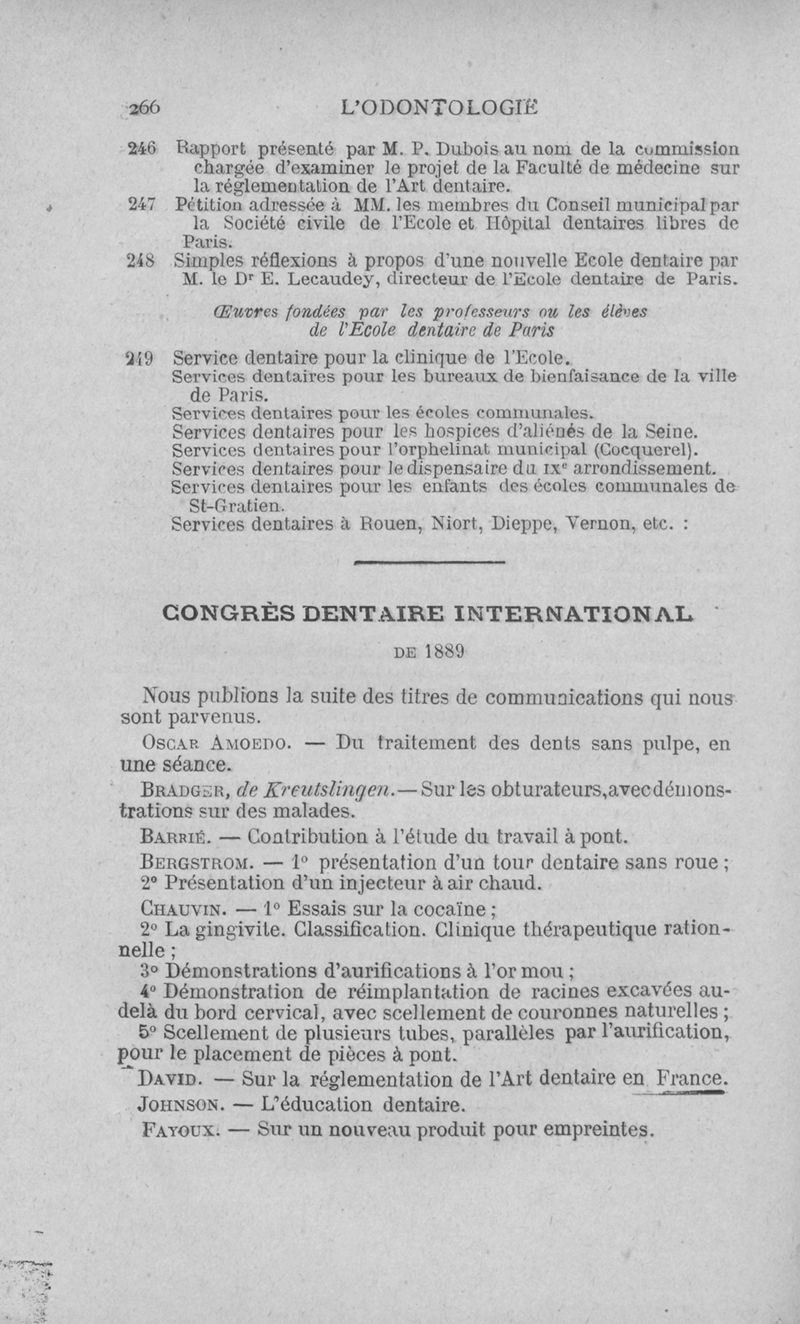 266 L'ODONTOLOGIE
246 Rapport présenté par M. P. Dubois au nom de la commission
chargée d'examiner le projet de la Faculté de médecine sur
la réglementation de l'Art dentaire.
247 Pétition adressée à MM. les membres du Conseil municipal par
la Société civile de l'Ecole et Hôpital dentaires libres de
Paris.
248 Simples réflexions à propos d'une nouvelle Ecole dentaire par
M. le Dr E. Lecaudey, directeur de l'Ecole dentaire de Paris.
Œuvres fondées par les professeurs ou les élèves
de l'Ecole dentaire de Paris
249 Service dentaire pour la clinique de l'Ecole.
Services dentaires pour les bureaux de bienfaisance de la ville
de Paris.
Services dentaires pour les écoles communales.
Services dentaires pour les hospices d'aliénés de la Seine.
Services dentaires pour l'orphelinat municipal (Cocquerel).
Services dentaires pour le dispensaire du IXe arrondissement.
Services dentaires pour les enfants des écoles communales de
St-Gratien.
Services dentaires à Rouen, Niort, Dieppe, Vernon, etc. :
CONGRÈS DENTAIRE INTERNATIONAL
DE 1889
Nous publions la suite des titres de communications qui nous
sont parvenus.
OSCAR AMOEDO. — Du traitement des dents sans pulpe, en
une séance.
BRADGER, de Kreutslingen. — Sur les obturateurs, avec démons-
trations sur des malades.
BARRIÉ. — Contribution à l'étude du travail à pont.
BERGSTROM. — 1° présentation d'un tour dentaire sans roue ;
2° Présentation d'un injecteur à air chaud.
CHAUVIN. — 1° Essais sur la cocaïne ;
2° La gingivite. Classification. Clinique thérapeutique ration-
nelle ;
3° Démonstrations d'aurifications à l'or mou ;
4° Démonstration de réimplantation de racines excavées au-
delà du bord cervical, avec scellement de couronnes naturelles ;
5° Scellement de plusieurs tubes, parallèles par l'aurification,
pour le placement de pièces à pont.
DAVID. — Sur la réglementation de l'Art dentaire en France.
JOHNSON. — L'éducation dentaire.
FAYOUX. — Sur un nouveau produit pour empreintes.